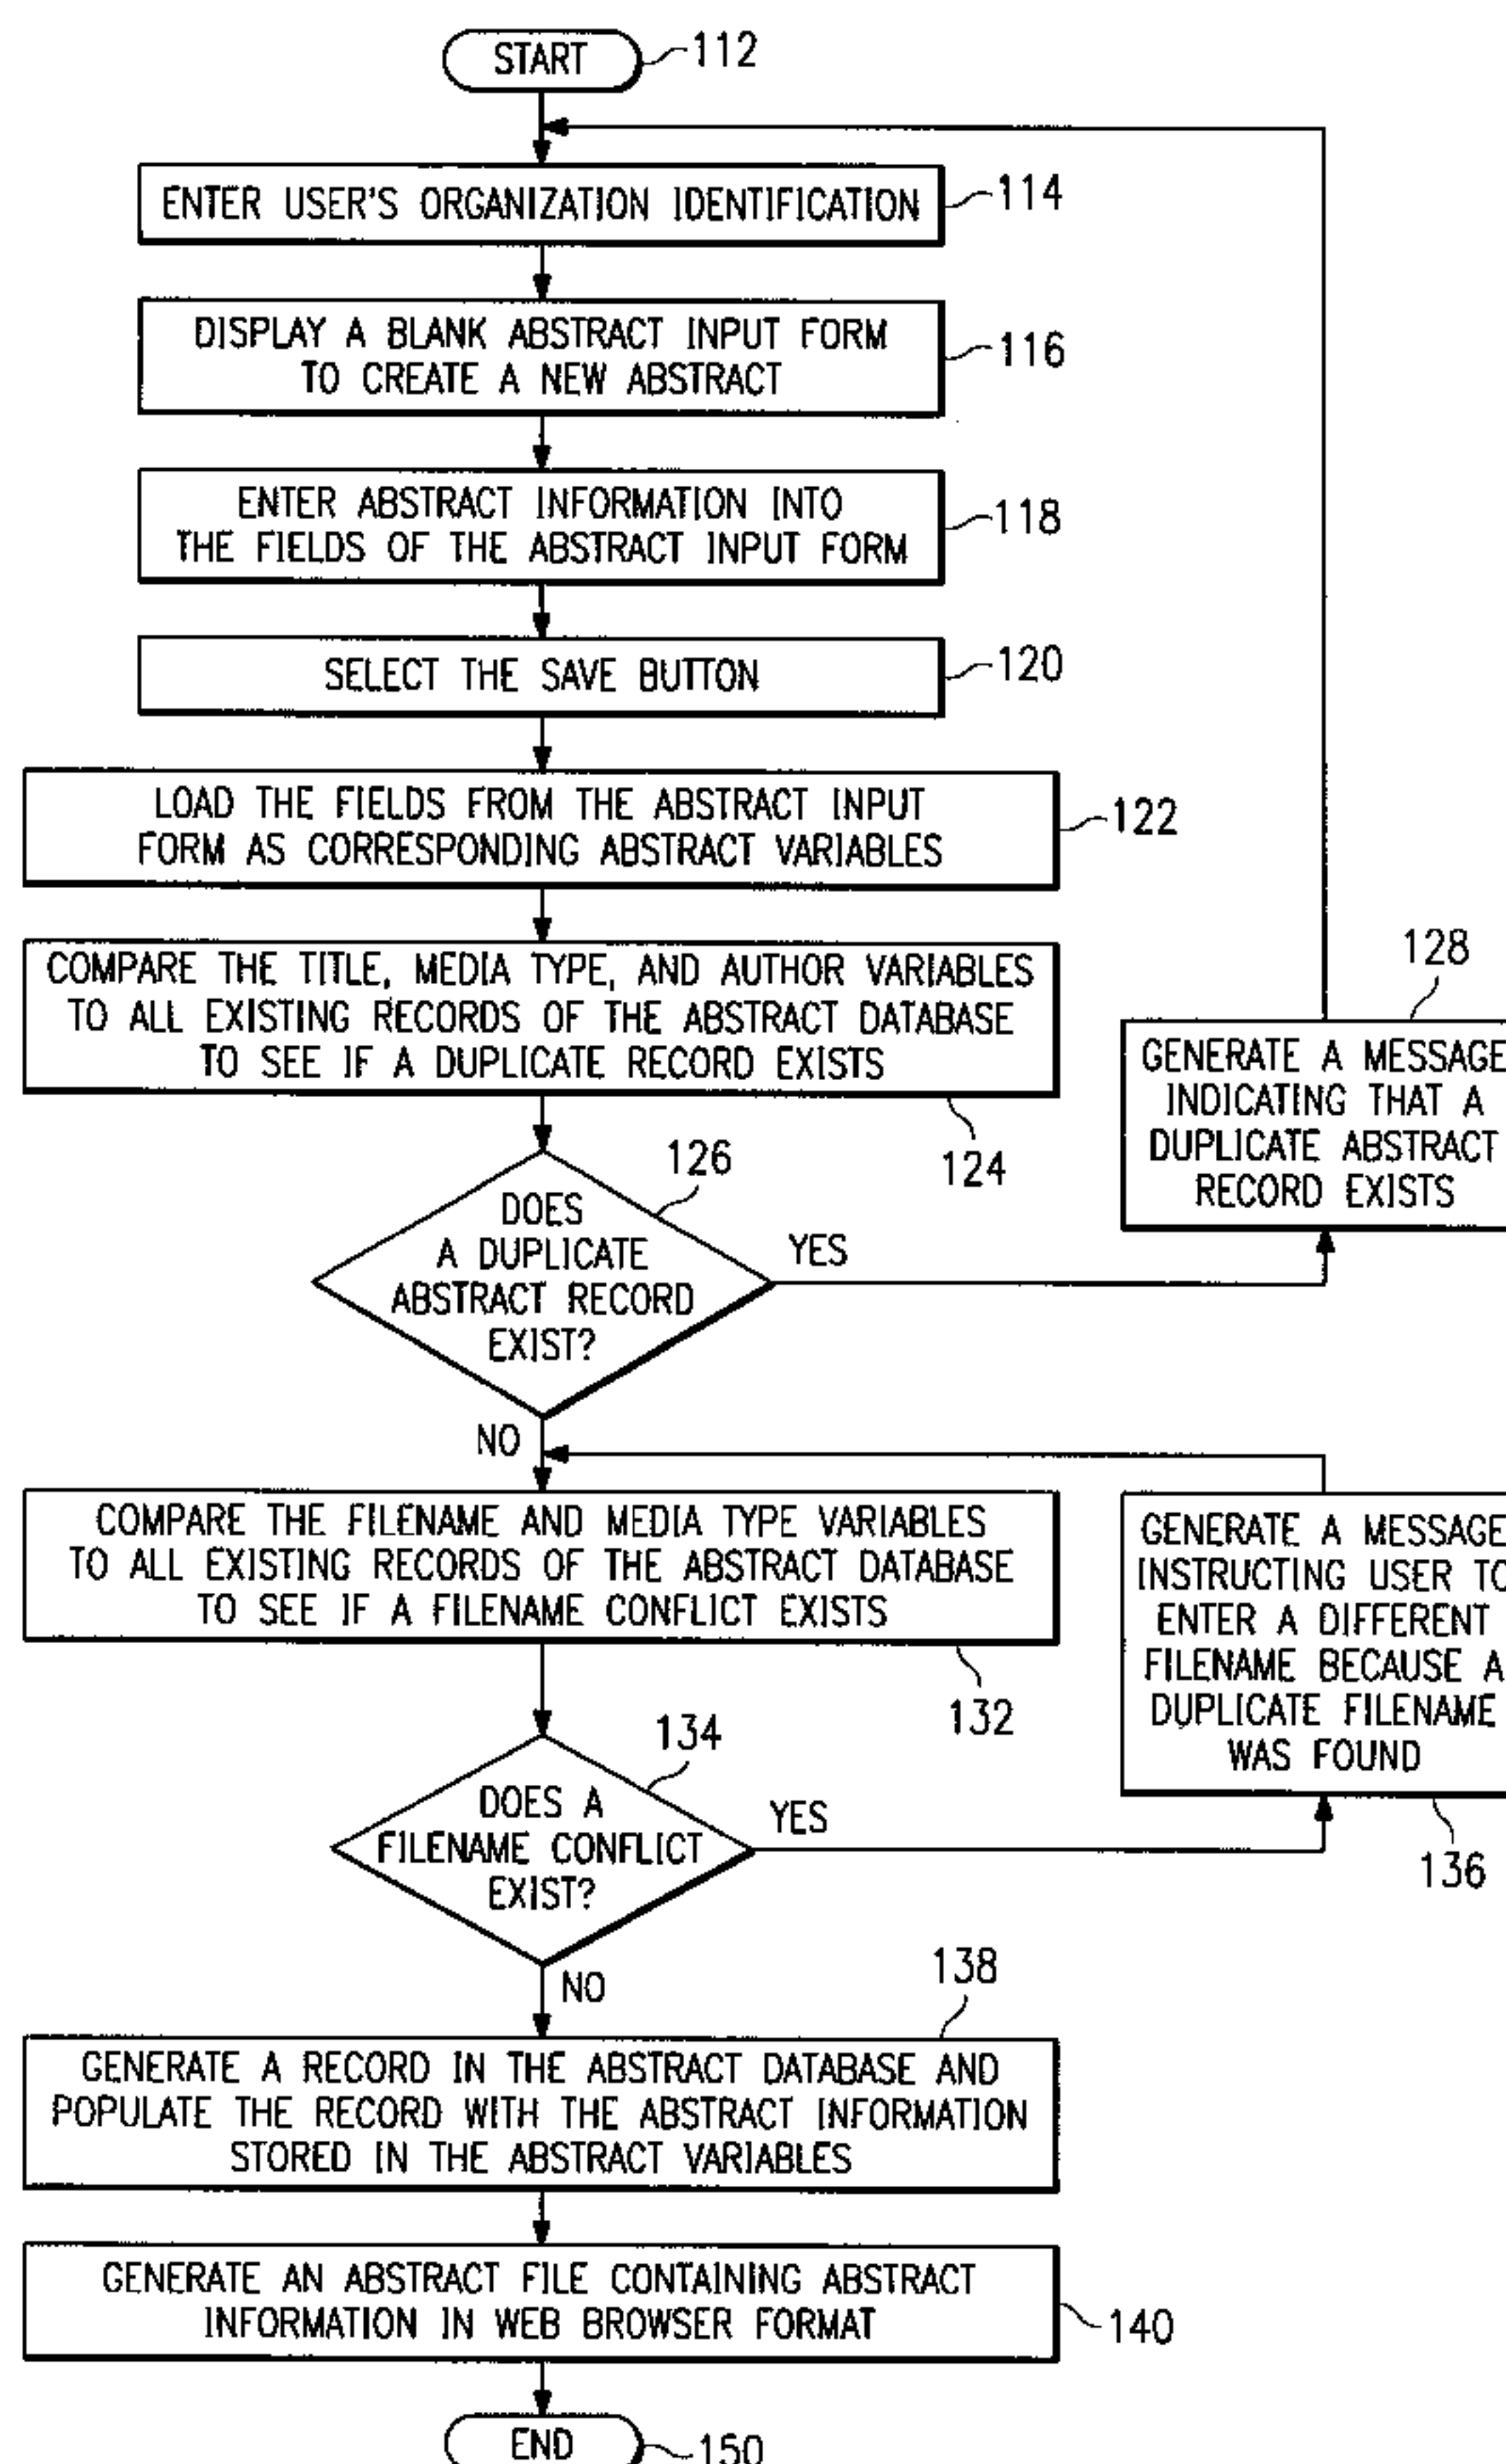 START
112
ENTER USER'S ORGANIZATION IDENTIFICATION
114
DISPLAY A BLANK ABSTRACT INPUT FORM
TO CREATE A NEW ABSTRACT
116
ENTER ABSTRACT INFORMATION INTO
THE FIELDS OF THE ABSTRACT INPUT FORM
118
SELECT THE SAVE BUTTON
120
LOAD THE FIELDS FROM THE ABSTRACT INPUT
FORM AS CORRESPONDING ABSTRACT VARIABLES
122
COMPARE THE TITLE, MEDIA TYPE, AND AUTHOR VARIABLES
TO ALL EXISTING RECORDS OF THE ABSTRACT DATABASE
TO SEE IF A DUPLICATE RECORD EXISTS
124
128
GENERATE A MESSAGE
INDICATING THAT A
DUPLICATE ABSTRACT
RECORD EXISTS
126
DOES
A DUPLICATE
ABSTRACT RECORD
EXIST?
YES
NO
COMPARE THE FILENAME AND MEDIA TYPE VARIABLES
TO ALL EXISTING RECORDS OF THE ABSTRACT DATABASE
TO SEE IF A FILENAME CONFLICT EXISTS
132
GENERATE A MESSAGE
INSTRUCTING USER TO
ENTER A DIFFERENT
FILENAME BECAUSE A
DUPLICATE FILENAME
WAS FOUND
136
134
DOES A
FILENAME CONFLICT
EXIST?
YES
NO
138
GENERATE A RECORD IN THE ABSTRACT DATABASE AND
POPULATE THE RECORD WITH THE ABSTRACT INFORMATION
STORED IN THE ABSTRACT VARIABLES
GENERATE AN ABSTRACT FILE CONTAINING ABSTRACT
INFORMATION IN WEB BROWSER FORMAT
140
END
150